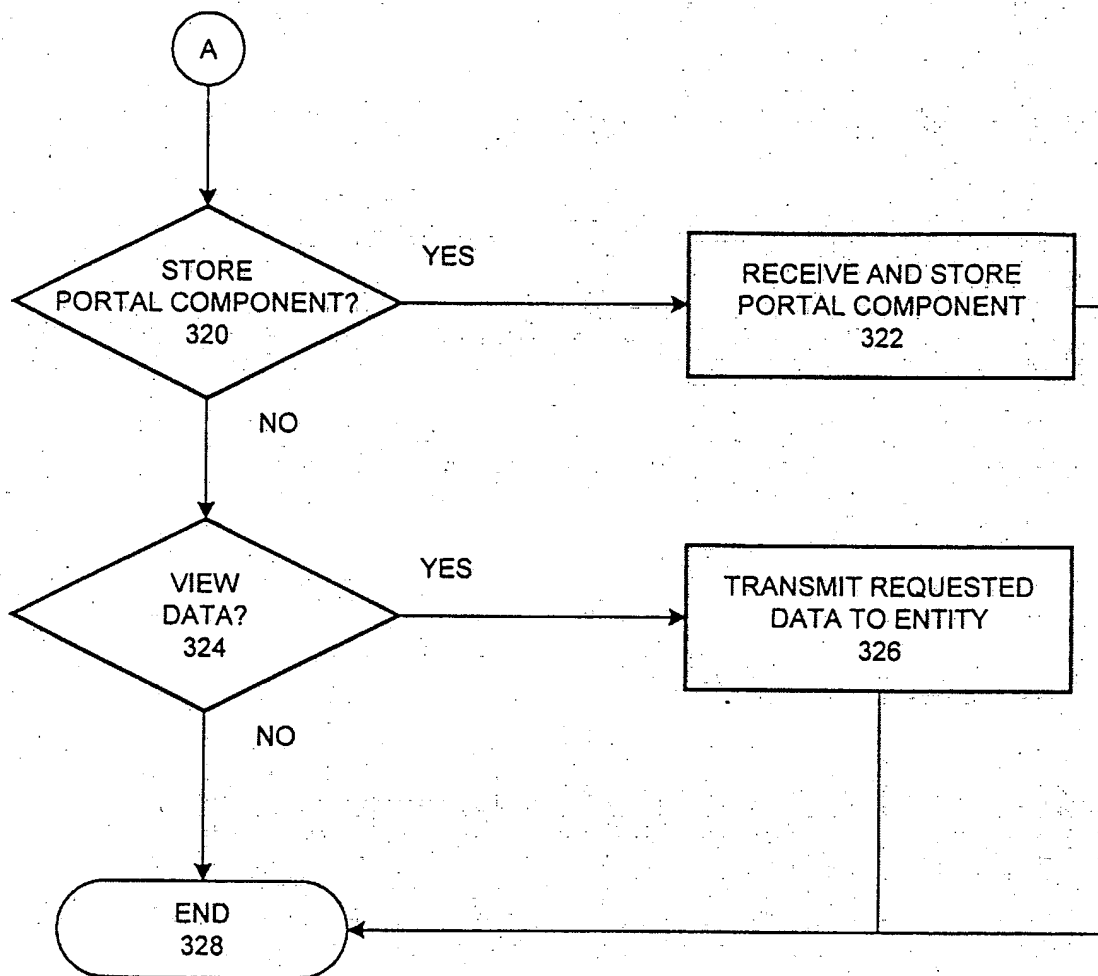 A
STORE
PORTAL COMPONENT?
320
YES
RECEIVE AND STORE
PORTAL COMPONENT
322
NO
VIEW
DATA?
324
YES
TRANSMIT REQUESTED
DATA TO ENTITY
326
NO
END
328